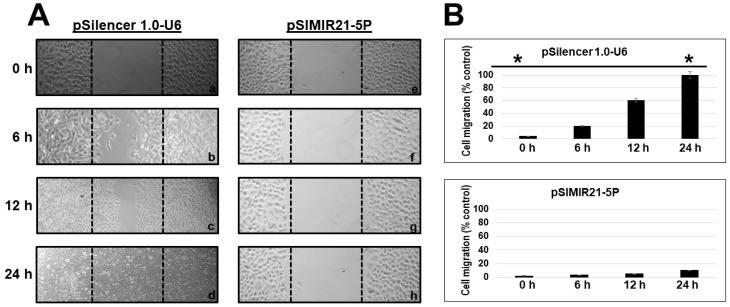 A
pSilencer 1.0-U6 pSIMIR21-5P
0 h
a e
6 h
b f
12 h
c g
24 h
d h
B
pSilencer 1.0-U6
* *
Cell migration (% control)
100
80
60
40
20
0
0 h 6 h 12 h 24 h
pSIMIR21-5P
Cell migration (% control)
100
80
60
40
20
0
0 h 6 h 12 h 24 h